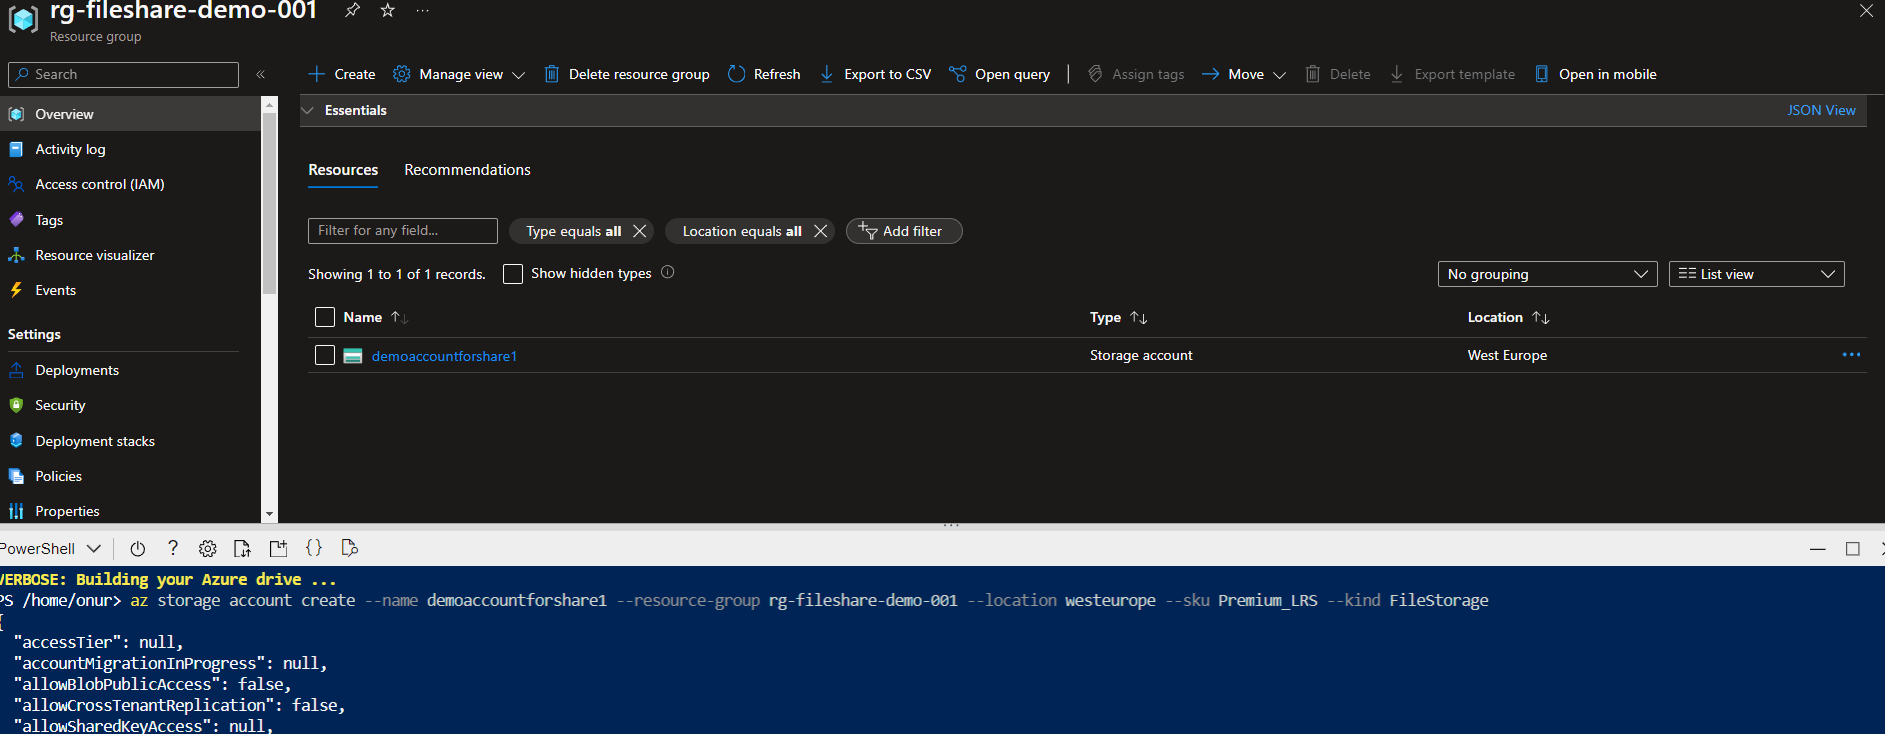 rg-fileshare-demo-001
Resource group
Search
Create Manage view Delete resource group Refresh Export to CSV Open query Assign tags Move Delete Export template Open in mobile
Overview
Activity log
Access control (IAM)
Tags
Resource visualizer
Events
Settings
Deployments
Security
Deployment stacks
Policies
Properties
Essentials JSON View
Resources Recommendations
Filter for any field... Type equals all Location equals all Add filter
Showing 1 to 1 of 1 records. Show hidden types No grouping List view
Name Type Location
demoaccountforshare1 Storage account West Europe
PowerShell ? {}
VERBOSE: Building your Azure drive ...
PS /home/onur> az storage account create --name demoaccountforshare1 --resource-group rg-fileshare-demo-001 --location westeurope --sku Premium_LRS --kind FileStorage
{
"accessTier": null,
"accountMigrationInProgress": null,
"allowBlobPublicAccess": false,
"allowCrossTenantReplication": false,
"allowSharedKeyAccess": null,